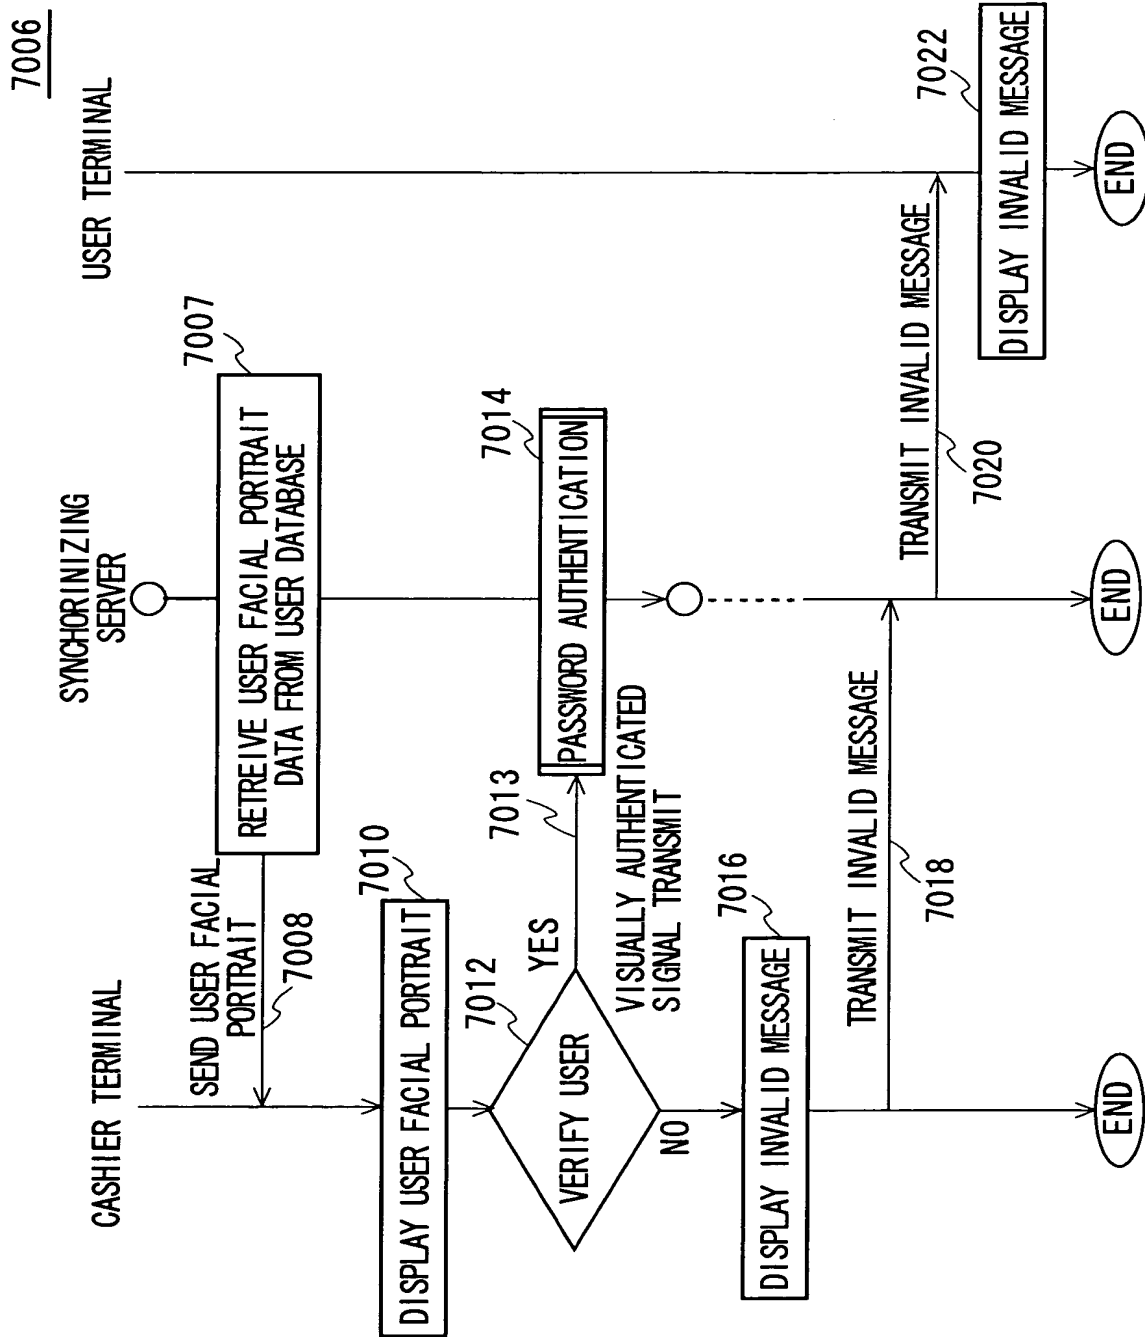 7006
CASHIER TERMINAL
SYNCHORINIZING
SERVER
USER TERMINAL
7007
RETREIVE USER FACIAL PORTRAIT
DATA FROM USER DATABASE
SEND USER FACIAL
PORTRAIT
7008
7010
DISPLAY USER FACIAL PORTRAIT
7012
VERIFY USER
YES
7013
VISUALLY AUTHENTICATED
SIGNAL TRANSMIT
7014
PASSWORD AUTHENTICATION
NO
7016
DISPLAY INVALID MESSAGE
TRANSMIT INVALID MESSAGE
7018
TRANSMIT INVALID MESSAGE
7020
7022
DISPLAY INVALID MESSAGE
END
END
END